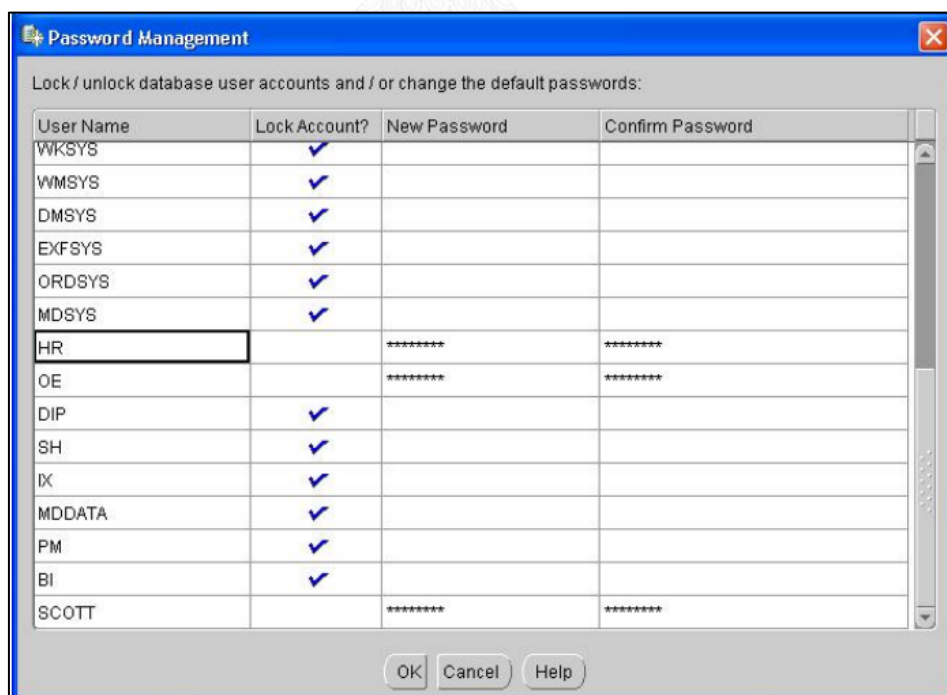 Password Management
Lock / unlock database user accounts and / or change the default passwords:
User Name Lock Account? New Password Confirm Password
WKSYS
WMSYS
DMSYS
EXFSYS
ORDSYS
MDSYS
HR ******** ********
OE ******** ********
DIP
SH
IX
MDDATA
PM
BI
SCOTT ******** ********
OK Cancel Help